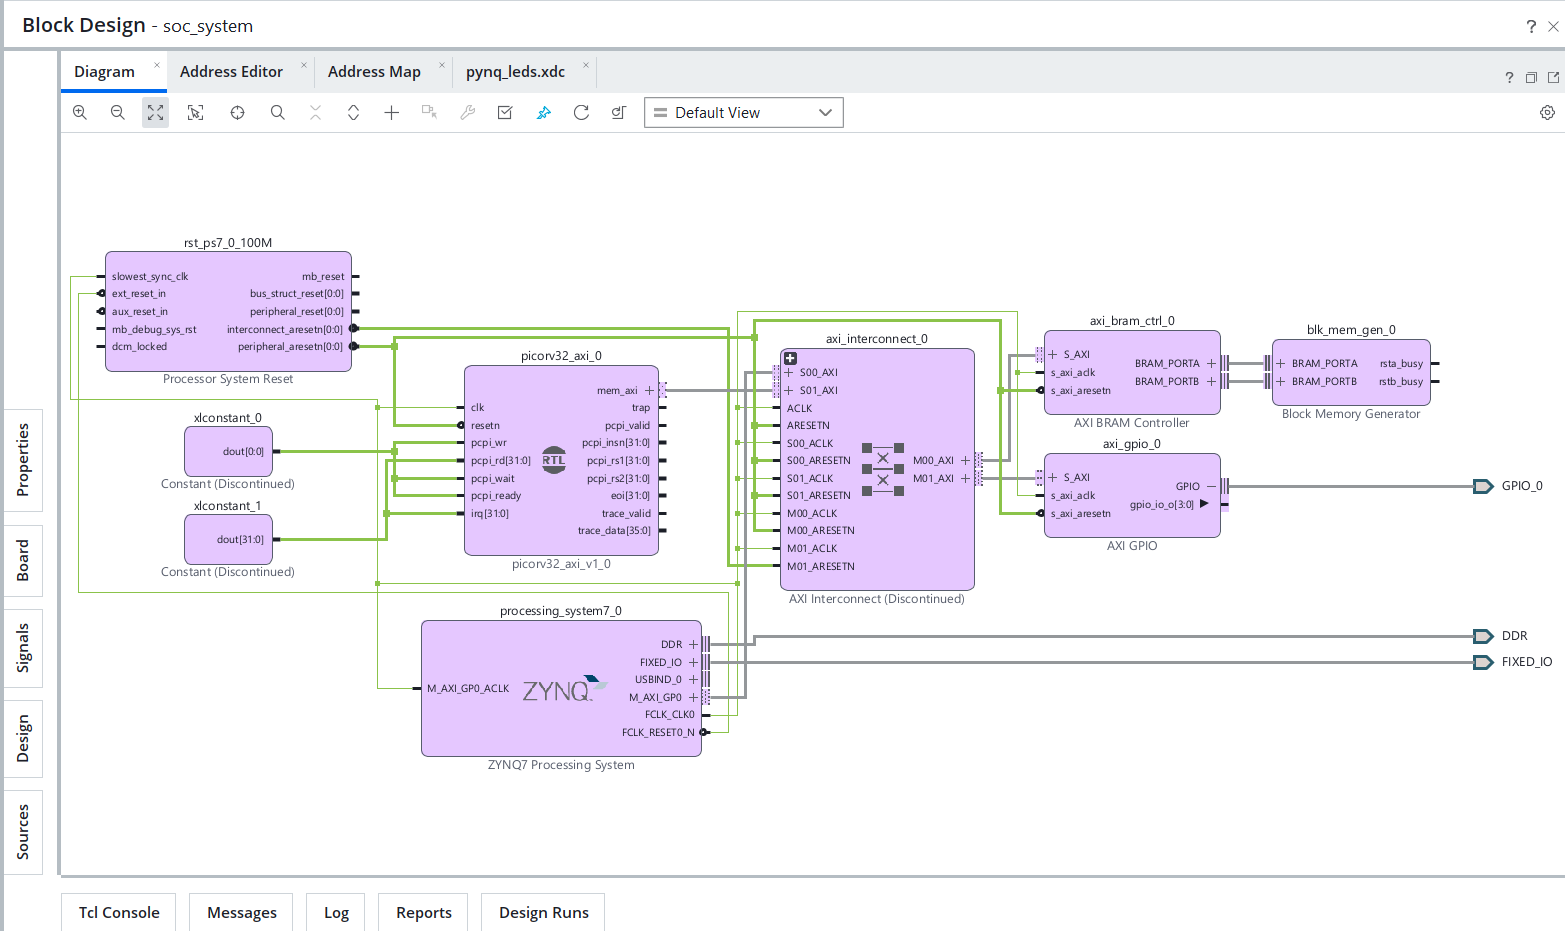 Block Design - soc_system
?
Diagram
Address Editor
Address Map
pynq_leds.xdc
?
Default View
Properties
Board
Signals
Design
Sources
rst_ps7_0_100M
slowest_sync_clk
ext_reset_in
aux_reset_in
mb_debug_sys_rst
dcm_locked
mb_reset
bus_struct_reset[0:0]
peripheral_reset[0:0]
interconnect_aresetn[0:0]
peripheral_aresetn[0:0]
Processor System Reset
xlconstant_0
dout[0:0]
Constant (Discontinued)
xlconstant_1
dout[31:0]
Constant (Discontinued)
picorv32_axi_0
clk
resetn
pcpi_wr
pcpi_rd[31:0]
pcpi_wait
pcpi_ready
irq[31:0]
RTL
mem_axi
trap
pcpi_valid
pcpi_insn[31:0]
pcpi_rs1[31:0]
pcpi_rs2[31:0]
eoi[31:0]
trace_valid
trace_data[35:0]
picorv32_axi_v1_0
processing_system7_0
M_AXI_GP0_ACLK
ZYNQ
DDR
FIXED_IO
USBIND_0
M_AXI_GP0
FCLK_CLK0
FCLK_RESET0_N
ZYNQ7 Processing System
axi_interconnect_0
S00_AXI
S01_AXI
ACLK
ARESETN
S00_ACLK
S00_ARESETN
S01_ACLK
S01_ARESETN
M00_ACLK
M00_ARESETN
M01_ACLK
M01_ARESETN
M00_AXI
M01_AXI
AXI Interconnect (Discontinued)
axi_bram_ctrl_0
S_AXI
s_axi_aclk
s_axi_aresetn
BRAM_PORTA
BRAM_PORTB
AXI BRAM Controller
blk_mem_gen_0
BRAM_PORTA
BRAM_PORTB
rsta_busy
rstb_busy
Block Memory Generator
axi_gpio_0
S_AXI
s_axi_aclk
s_axi_aresetn
GPIO
gpio_io_o[3:0]
AXI GPIO
GPIO_0
DDR
FIXED_IO
Tcl Console
Messages
Log
Reports
Design Runs